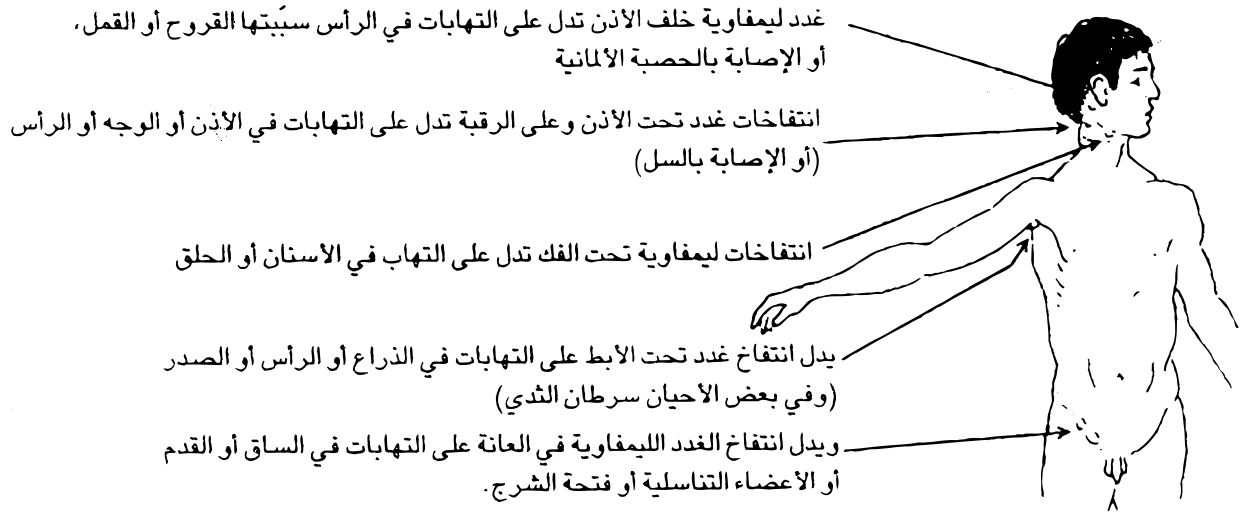 غدد ليمفاوية خلف الأذن تدل على التهابات في الرأس سبّبتها القروح أو القمل،
أو الإصابة بالحصبة الألمانية
انتفاخات غدد تحت الأذن وعلى الرقبة تدل على التهابات في الأذن أو الوجه أو الرأس
(أو الإصابة بالسل)
انتفاخات ليمفاوية تحت الفك تدل على التهاب في الأسنان أو الحلق
يدل انتفاخ غدد تحت الأبط على التهابات في الذراع أو الرأس أو الصدر
(وفي بعض الأحيان سرطان الثدي)
ويدل انتفاخ الغدد الليمفاوية في العانة على التهابات في الساق أو القدم
أو الأعضاء التناسلية أو فتحة الشرج.